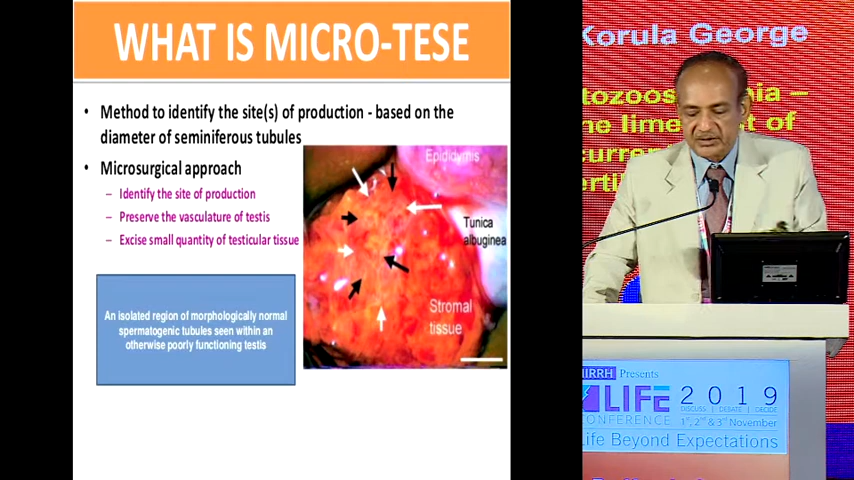 WHAT IS MICRO-TESE
• Method to identify the site(s) of production - based on the
diameter of seminiferous tubules
• Microsurgical approach
– Identify the site of production
– Preserve the vasculature of testis
– Excise small quantity of testicular tissue
An isolated region of morphologically normal
spermatogenic tubules seen within an
otherwise poorly functioning testis
Epididymis
Tunica
albuginea
Stromal
tissue
Korula George
of
Presents
LIFE 2019
DISCUSS | DEBATE | DECIDE
CONFERENCE 1st, 2nd & 3rd November
Life Beyond Expectations